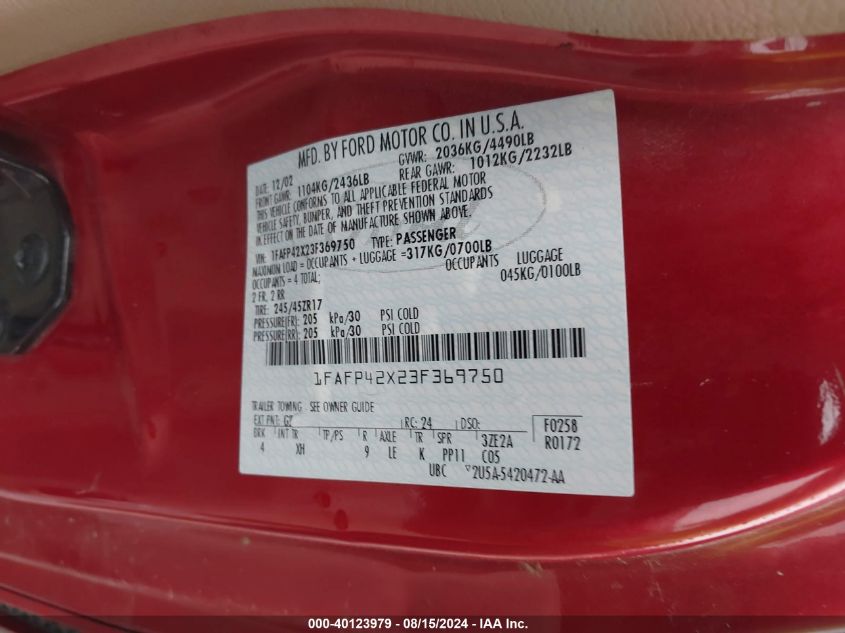 MFD. BY FORD MOTOR CO. IN U.S.A.
DATE: 12/02 GVWR: 2036KG/4490LB
FRONT GAWR: 1104KG/2436LB REAR GAWR: 1012KG/2232LB
THIS VEHICLE CONFORMS TO ALL APPLICABLE FEDERAL MOTOR
VEHICLE SAFETY, BUMPER, AND THEFT PREVENTION STANDARDS
IN EFFECT ON THE DATE OF MANUFACTURE SHOWN ABOVE.
VIN: 1FAFP42X23F369750 TYPE: PASSENGER
MAXIMUM LOAD = OCCUPANTS + LUGGAGE =317KG/0700LB
OCCUPANTS = 4 TOTAL; OCCUPANTS LUGGAGE
2 FR, 2 RR 045KG/0100LB
TIRE: 245/45ZR17
PRESSURE(FR): 205 kPa/30 PSI COLD
PRESSURE(RR): 205 kPa/30 PSI COLD
1FAFP42X23F369750
TRAILER TOWING - SEE OWNER GUIDE
EXT PNT: G2 RC: 24 DSO: F0258
BRK INT TR TP/PS R AXLE TR SPR 3ZE2A R0172
4 XH 9 LE K PP11 C05
UBC 2U5A-5420472-AA
000-40123979 - 08/15/2024 - IAA Inc.